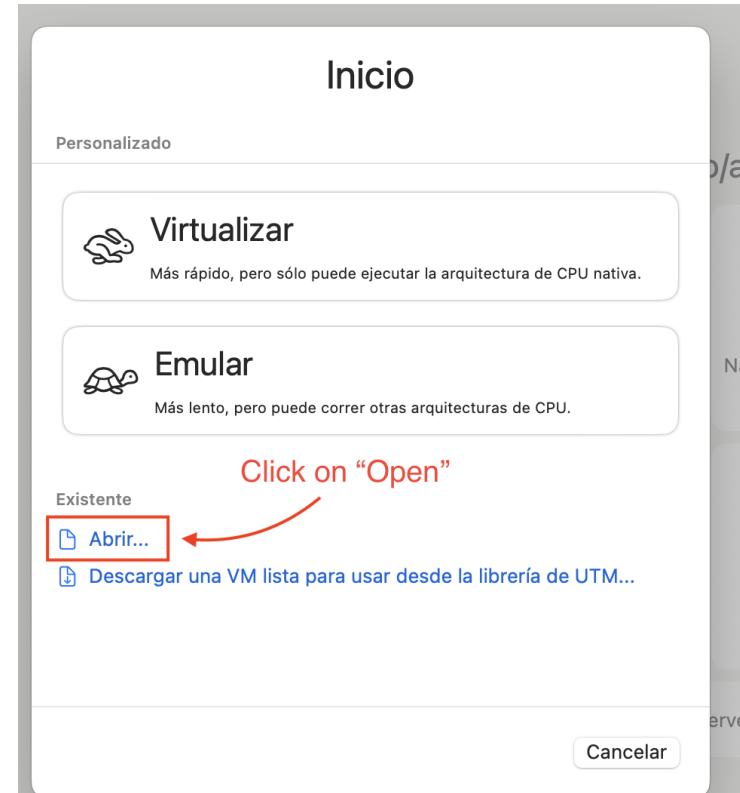 Inicio
Personalizado
Virtualizar
Más rápido, pero sólo puede ejecutar la arquitectura de CPU nativa.
Emular
Más lento, pero puede correr otras arquitecturas de CPU.
Click on “Open”
Existente
Abrir...
Descargar una VM lista para usar desde la librería de UTM...
Cancelar